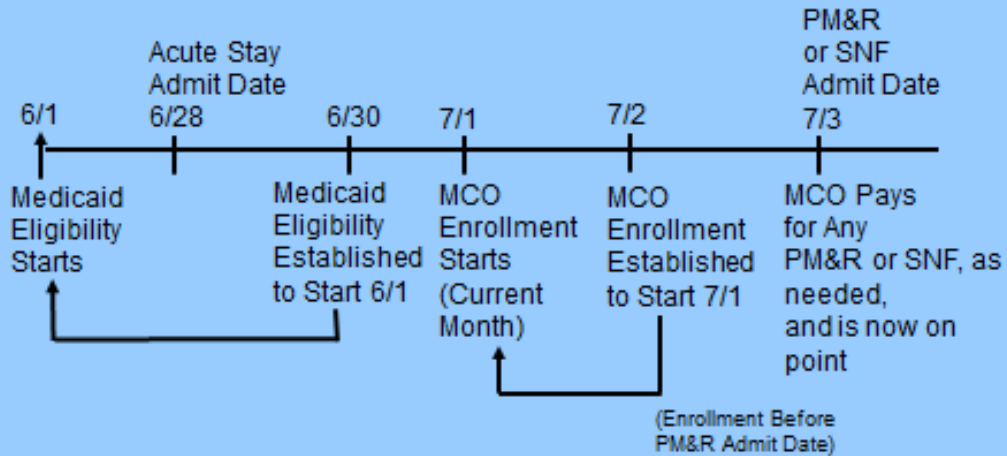 Acute Stay
Admit Date
PM&R
or SNF
Admit Date
6/1
6/28
6/30
7/1
7/2
7/3
Medicaid
Eligibility
Starts
Medicaid
Eligibility
Established
to Start 6/1
MCO
Enrollment
Starts
(Current
Month)
MCO
Enrollment
Established
to Start 7/1
MCO Pays
for Any
PM&R or SNF, as
needed,
and is now on
point
(Enrollment Before
PM&R Admit Date)